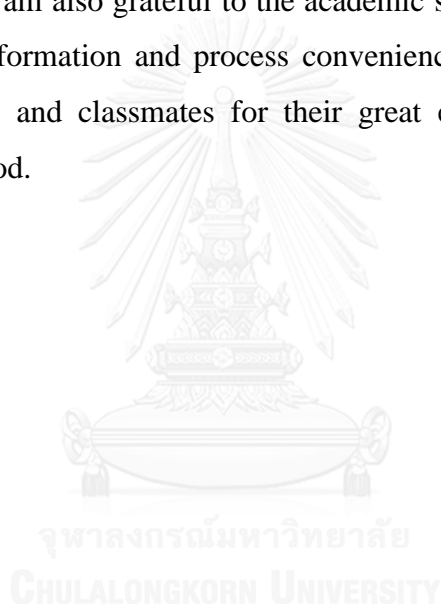 am also grateful to the academic s
formation and process convenienc
and classmates for their great
od.
จุฬาลงกรณ์มหาวิทยาลัย
CHULALONGKORN UNIVERSITY